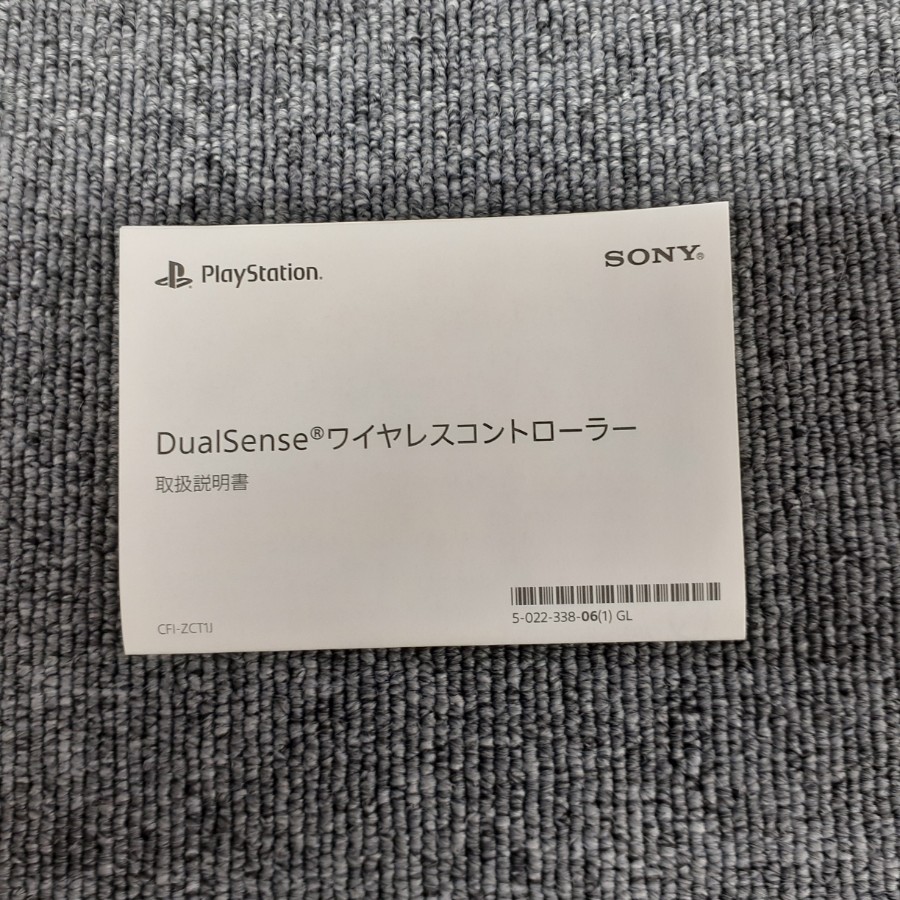 PlayStation®
SONY®
DualSense®ワイヤレスコントローラー
取扱説明書
CFI-ZCT1J
5-022-338-06(1) GL